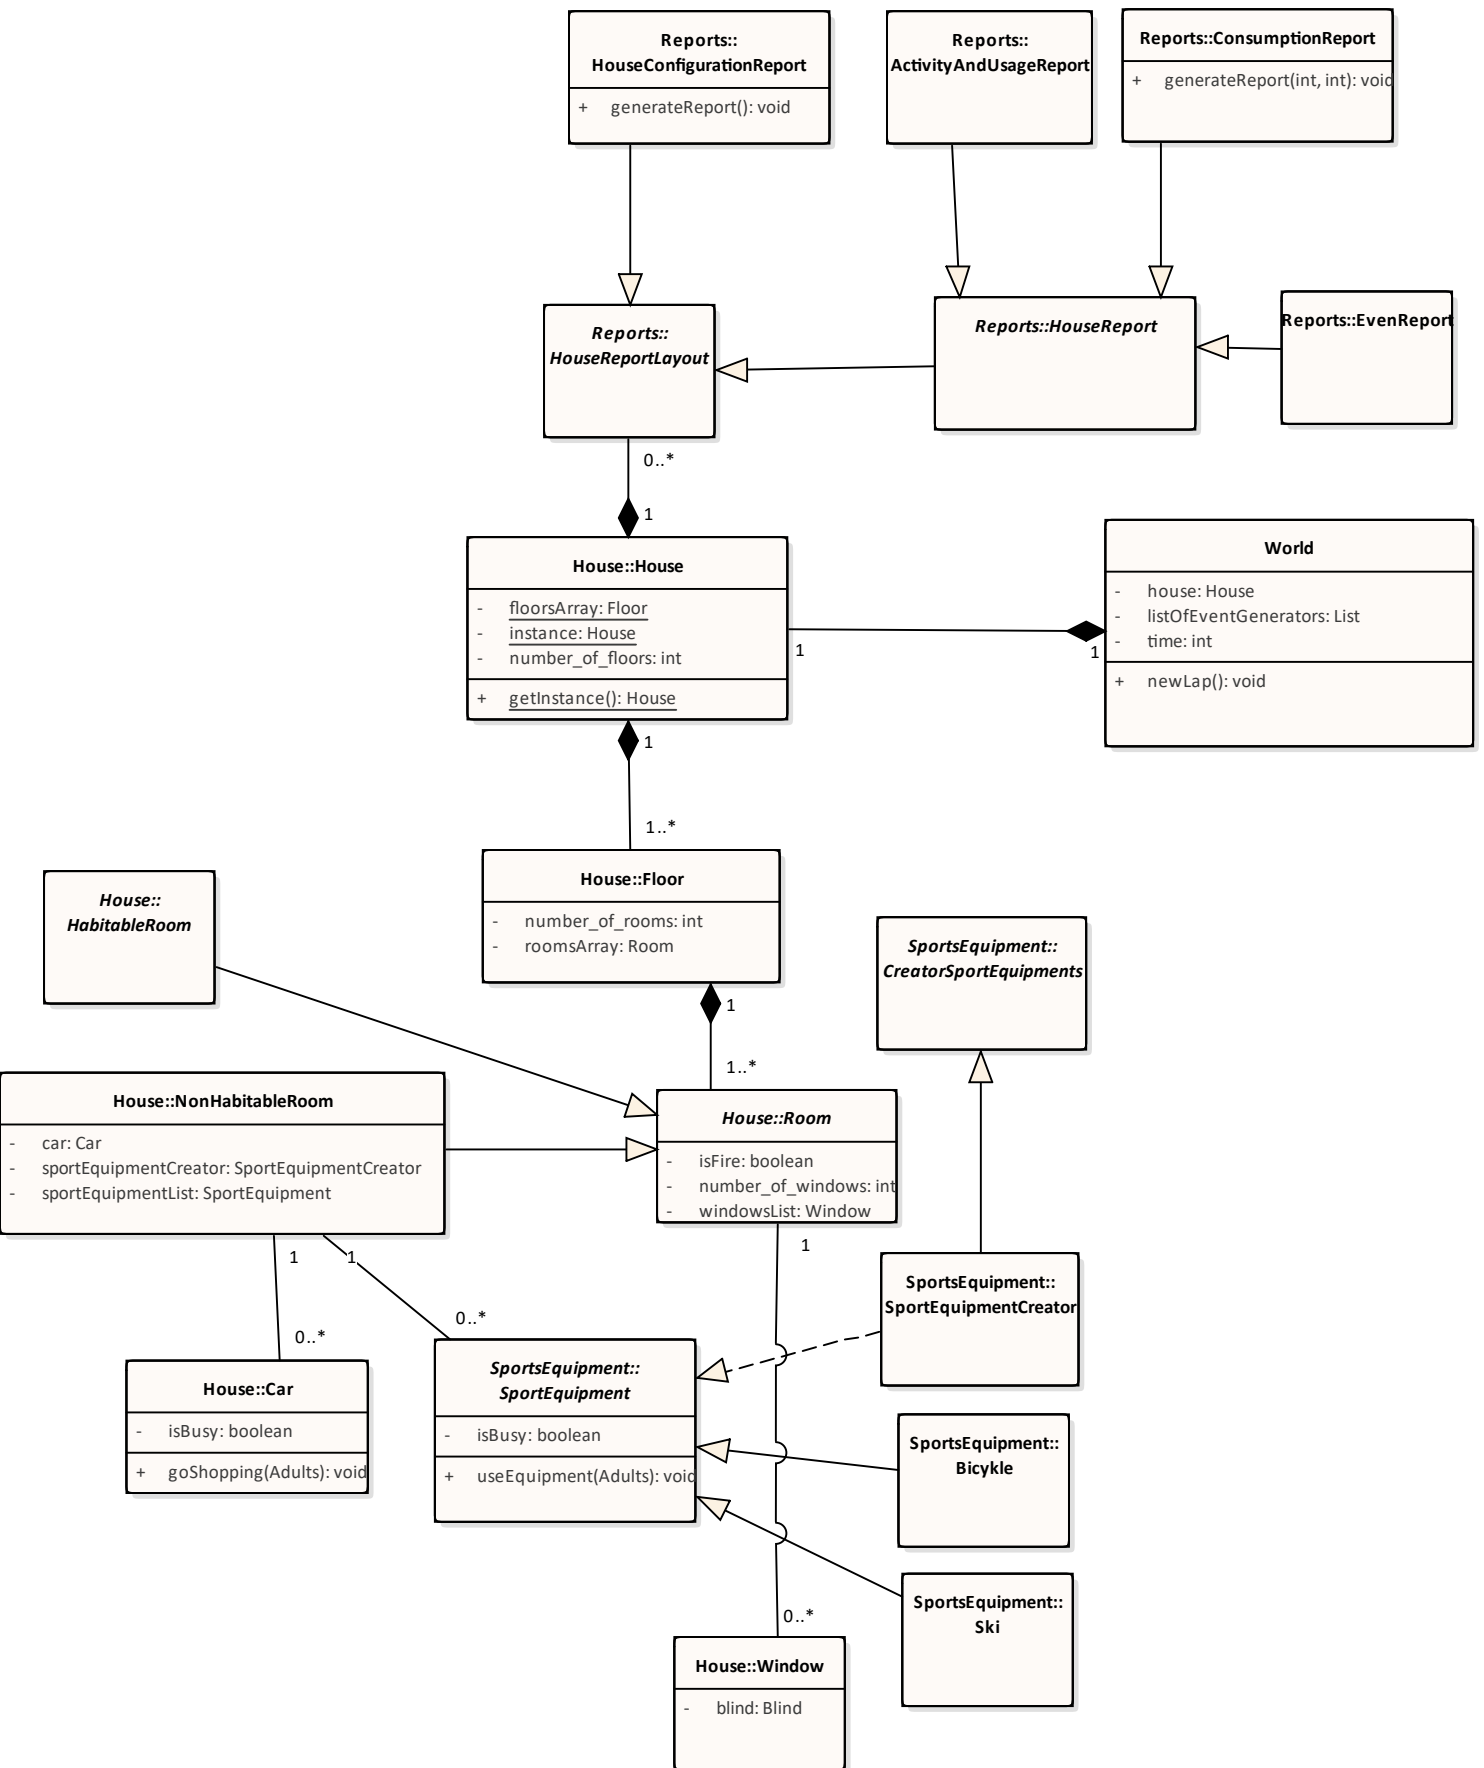 Reports::
HouseConfigurationReport
+ generateReport(): void
Reports::
ActivityAndUsageReport
Reports::ConsumptionReport
+ generateReport(int, int): void
Reports::
HouseReportLayout
Reports::HouseReport
Reports::EvenReport
0..*
1
House::House
- floorsArray: Floor
- instance: House
- number_of_floors: int
+ getInstance(): House
1
1
World
- house: House
- listOfEventGenerators: List
- time: int
+ newLap(): void
1
1..*
House::
HabitableRoom
House::Floor
- number_of_rooms: int
- roomsArray: Room
SportsEquipment::
CreatorSportEquipments
1
1..*
House::NonHabitableRoom
- car: Car
- sportEquipmentCreator: SportEquipmentCreator
- sportEquipmentList: SportEquipment
House::Room
- isFire: boolean
- number_of_windows: int
- windowsList: Window
1
1
1
0..*
0..*
SportsEquipment::
SportEquipmentCreator
House::Car
- isBusy: boolean
+ goShopping(Adults): void
SportsEquipment::
SportEquipment
- isBusy: boolean
+ useEquipment(Adults): void
SportsEquipment::
Bicykle
SportsEquipment::
Ski
0..*
House::Window
- blind: Blind